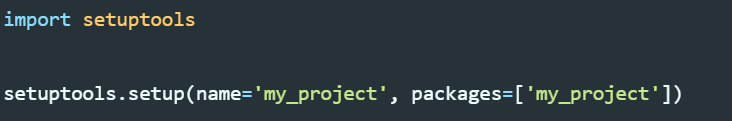 import setuptools
setuptools.setup(name='my_project', packages=['my_project'])